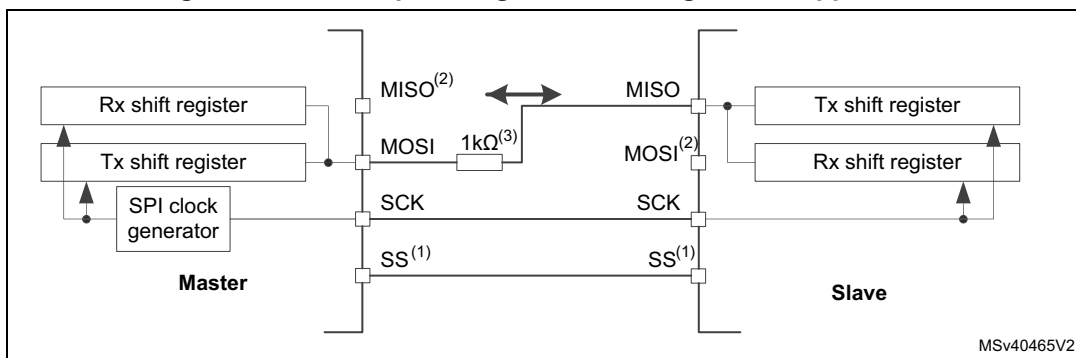 MISO(2)
MISO
Rx shift register
Tx shift register
MOSI
1kΩ(3)
MOSI(2)
Tx shift register
Rx shift register
SPI clock
generator
SCK
SCK
SS(1)
SS(1)
Master
Slave
MSv40465V2